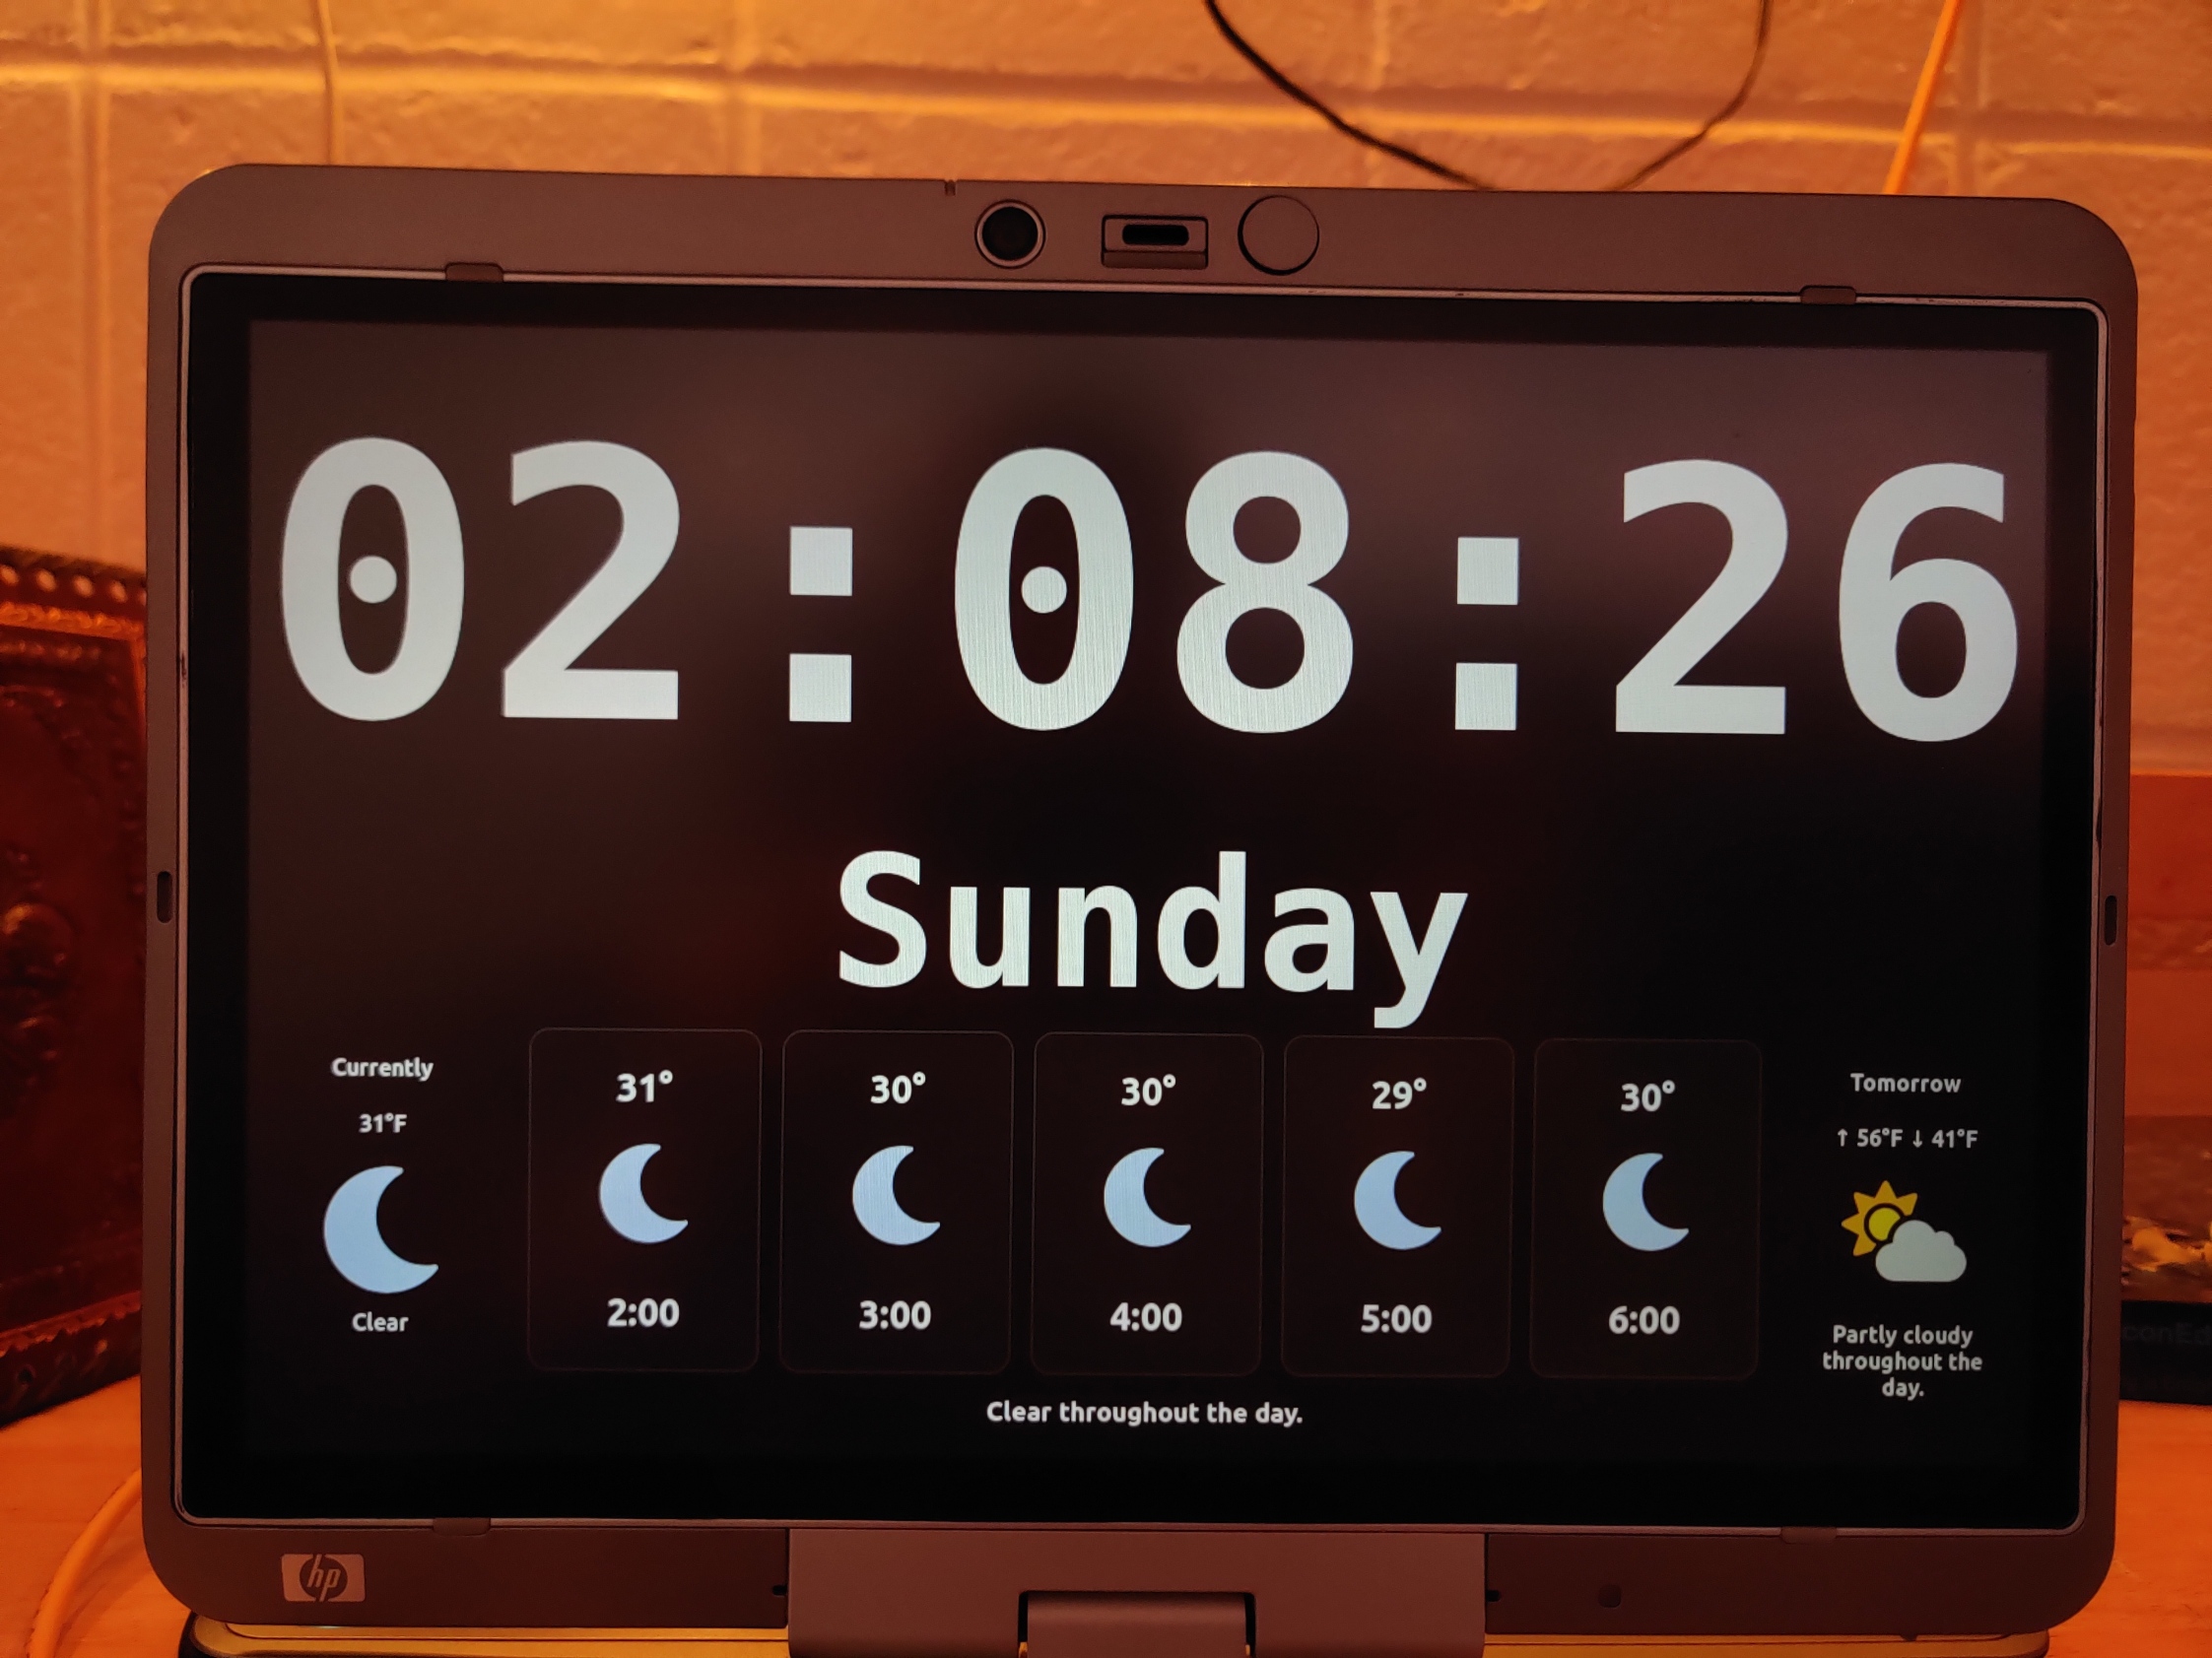 02:08:26
Sunday
Currently
31°F
Clear
31°
2:00
30°
3:00
30°
4:00
29°
5:00
30°
6:00
Tomorrow
↑ 56°F ↓ 41°F
Partly cloudy
throughout the
day.
Clear throughout the day.
hp